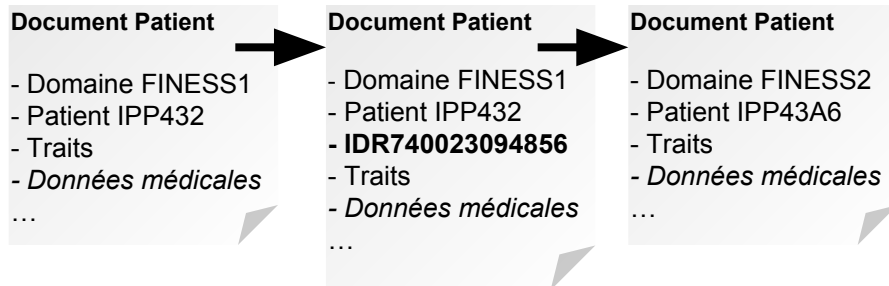 Document Patient
- Domaine FINESS1
- Patient IPP432
- Traits
- Données médicales
…
Document Patient
- Domaine FINESS1
- Patient IPP432
- IDR740023094856
- Traits
- Données médicales
…
Document Patient
- Domaine FINESS2
- Patient IPP43A6
- Traits
- Données médicales
…